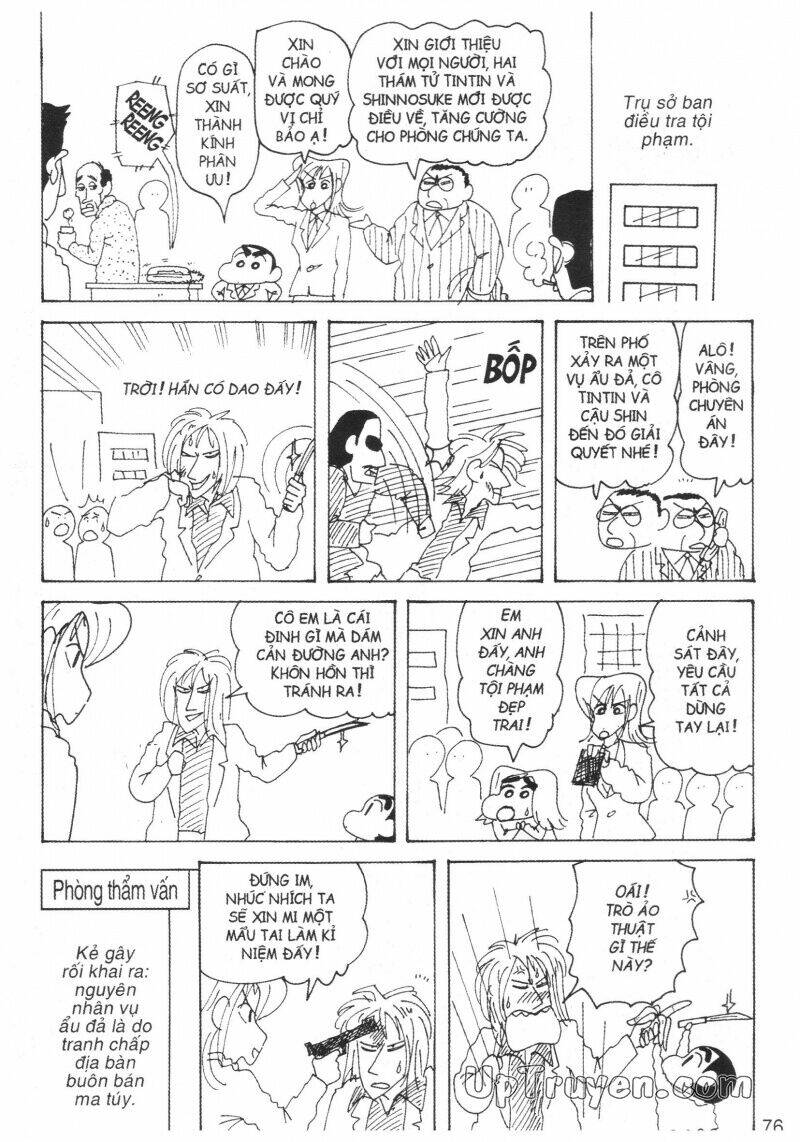 Trụ sở ban
điều tra tội
phạm.
XIN GIỚI THIỆU
VỚI MỌI NGƯỜI, HAI
THÁM TỬ TINTIN VÀ
SHINNOSUKE MỚI ĐƯỢC
ĐIỀU VỀ, TĂNG CƯỜNG
CHO PHÒNG CHÚNG TA.
XIN
CHÀO
VÀ MONG
ĐƯỢC QUÝ
VỊ CHỈ
BẢO Ạ!
CÓ GÌ
SƠ SUẤT,
XIN
THÀNH
KÍNH
PHÂN
ƯU!
REENG
REENG
ALÔ!
VÂNG,
PHÒNG
CHUYÊN
ÁN
ĐÂY!
TRÊN PHỐ
XẢY RA MỘT
VỤ ẨU ĐẢ, CÔ
TINTIN VÀ
CẬU SHIN
ĐẾN ĐÓ GIẢI
QUYẾT NHÉ!
BỐP
TRỜI! HẮN CÓ DAO ĐẤY!
CẢNH
SÁT ĐÂY,
YÊU CẦU
TẤT CẢ
DỪNG
TAY LẠI!
EM
XIN ANH
ĐẤY, ANH
CHÀNG
TỘI PHẠM
ĐẸP
TRAI!
CÔ EM LÀ CÁI
ĐINH GÌ MÀ DÁM
CẢN ĐƯỜNG ANH?
KHÔN HỒN THÌ
TRÁNH RA!
OÁI!
TRÒ ẢO
THUẬT
GÌ THẾ
NÀY?
ĐỨNG IM,
NHÚC NHÍCH TA
SẼ XIN MI MỘT
MẨU TAI LÀM KỈ
NIỆM ĐẤY!
Phòng thẩm vấn
Kẻ gây
rối khai ra:
nguyên
nhân vụ
ẩu đả là do
tranh chấp
địa bàn
buôn bán
ma túy.
UpTruyen.com
76